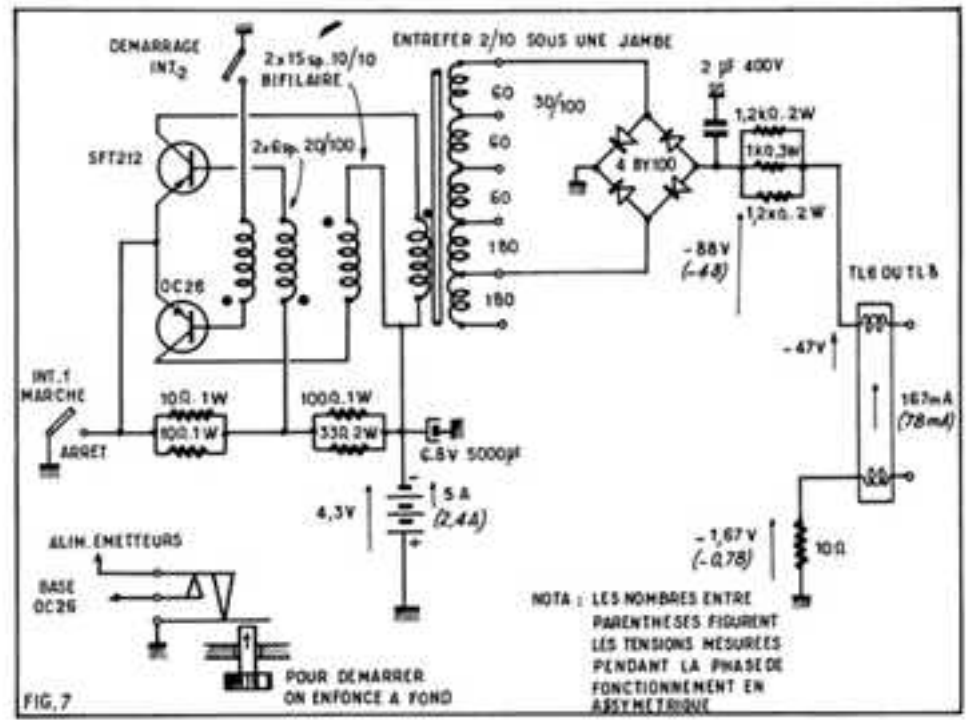 DEMARRAGE
INT.2
2x15sp.10/10
BIFILAIRE
ENTREFER 2/10 SOUS UNE JAMBE
2 µF 400V
60
30/100
60
60
180
180
4 BY100
1,2kΩ.2W
1kΩ.3W
1,2kΩ.2W
SFT212
2x6sp.20/100
OC26
-88V
(-48)
TL6 OU TL8
-47V
167mA
(78mA)
INT.1
MARCHE
ARRET
10Ω.1W
10Ω.1W
100Ω.1W
33Ω.2W
6.8V 5000µF
-
4,3V
5A
(2,4A)
+
-1,67V
(-0,78)
10Ω
ALIM.EMETTEURS
BASE
OC26
POUR DEMARRER
ON ENFONCE A FOND
NOTA : LES NOMBRES ENTRE
PARENTHESES FIGURENT
LES TENSIONS MESUREES
PENDANT LA PHASE DE
FONCTIONNEMENT EN
ASSYMETRIQUE
FIG.7